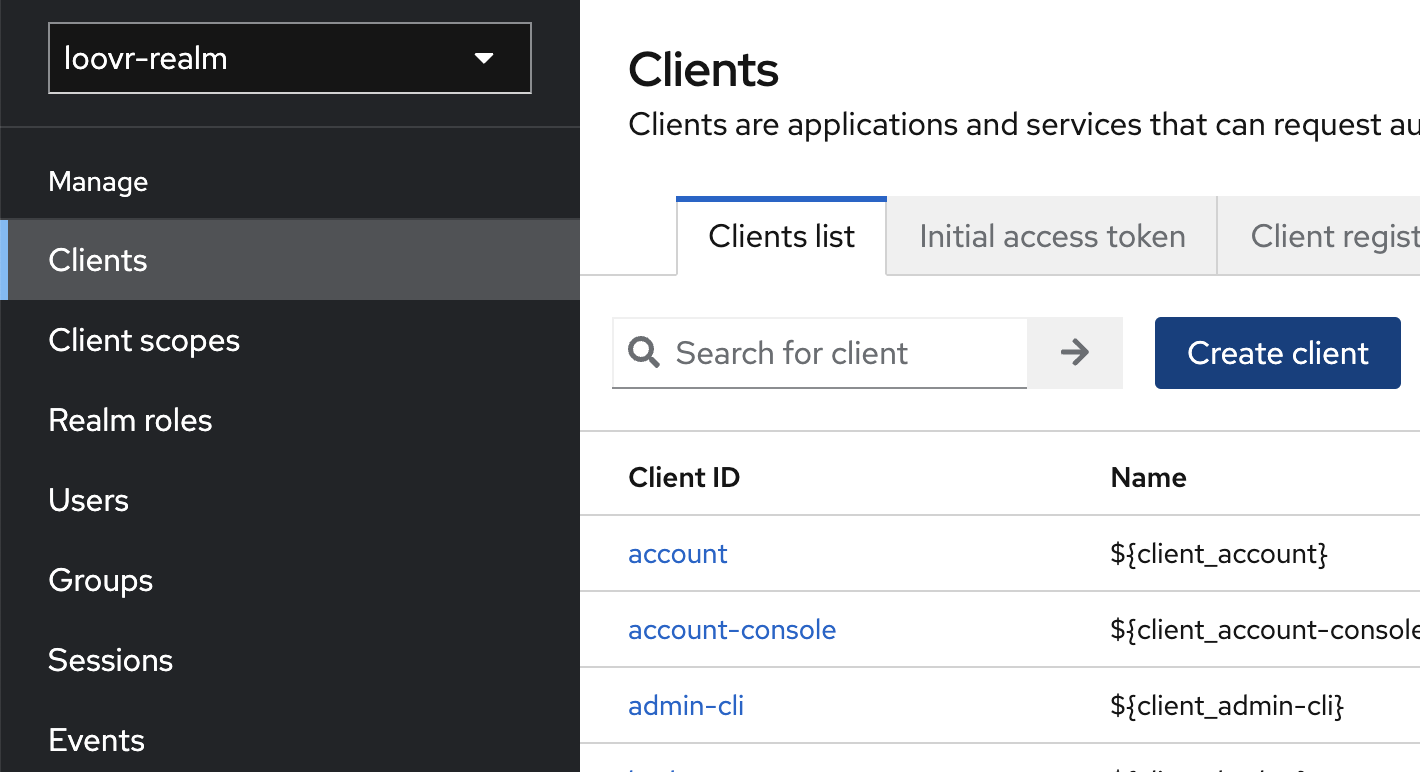 loovr-realm
Manage
Clients
Client scopes
Realm roles
Users
Groups
Sessions
Events
Clients
Clients are applications and services that can request au
Clients list
Initial access token
Client regist
Search for client
Create client
Client ID Name
account ${client_account}
account-console ${client_account-console
admin-cli ${client_admin-cli}